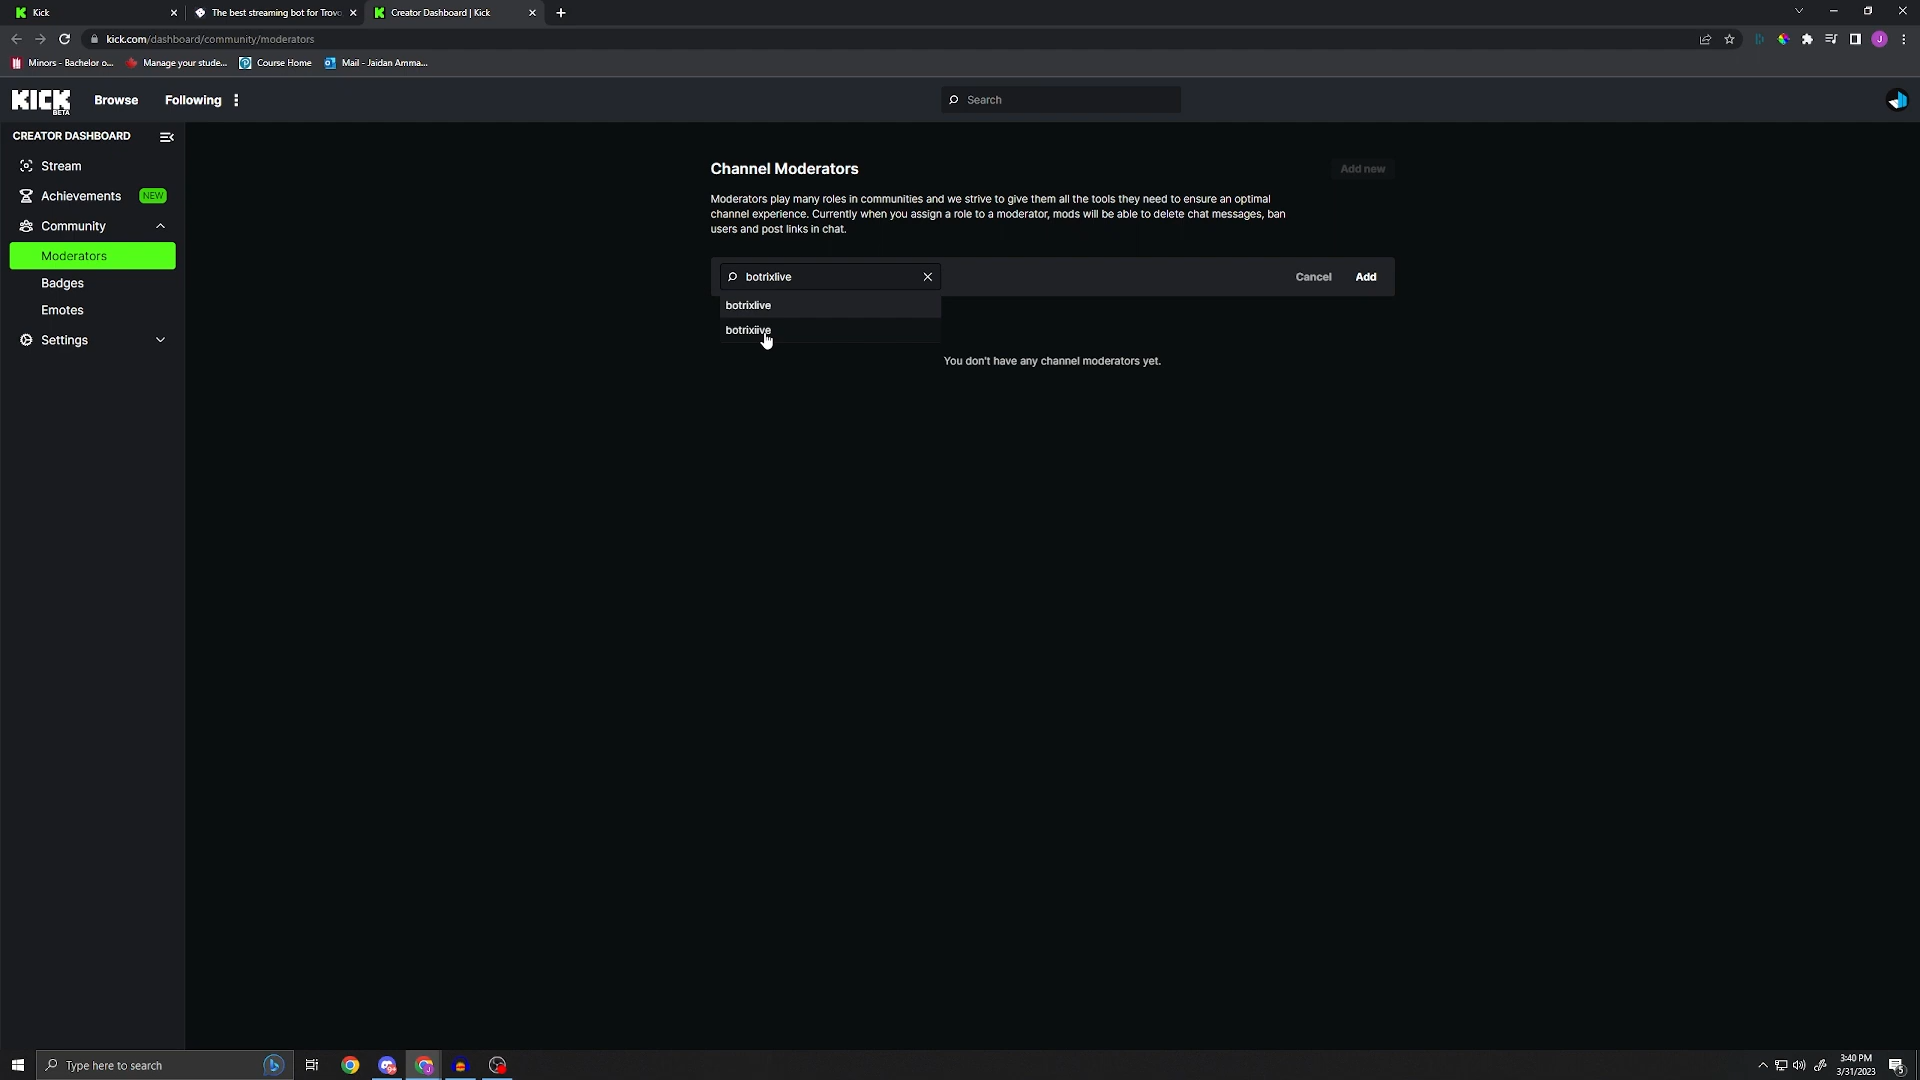 Kick
The best streaming bot for Trovo
Creator Dashboard | Kick
kick.com/dashboard/community/moderators
Minors - Bachelor o...
Manage your stude...
Course Home
Mail - Jaidan Amma...
J
KICK
BETA
Browse
Following
Search
CREATOR DASHBOARD
Stream
Achievements NEW
Community
Moderators
Badges
Emotes
Settings
Channel Moderators
Add new
Moderators play many roles in communities and we strive to give them all the tools they need to ensure an optimal
channel experience. Currently when you assign a role to a moderator, mods will be able to delete chat messages, ban
users and post links in chat.
botrixlive
Cancel
Add
botrixlive
botrixiive
You don't have any channel moderators yet.
Type here to search
3:40 PM
3/31/2023
5